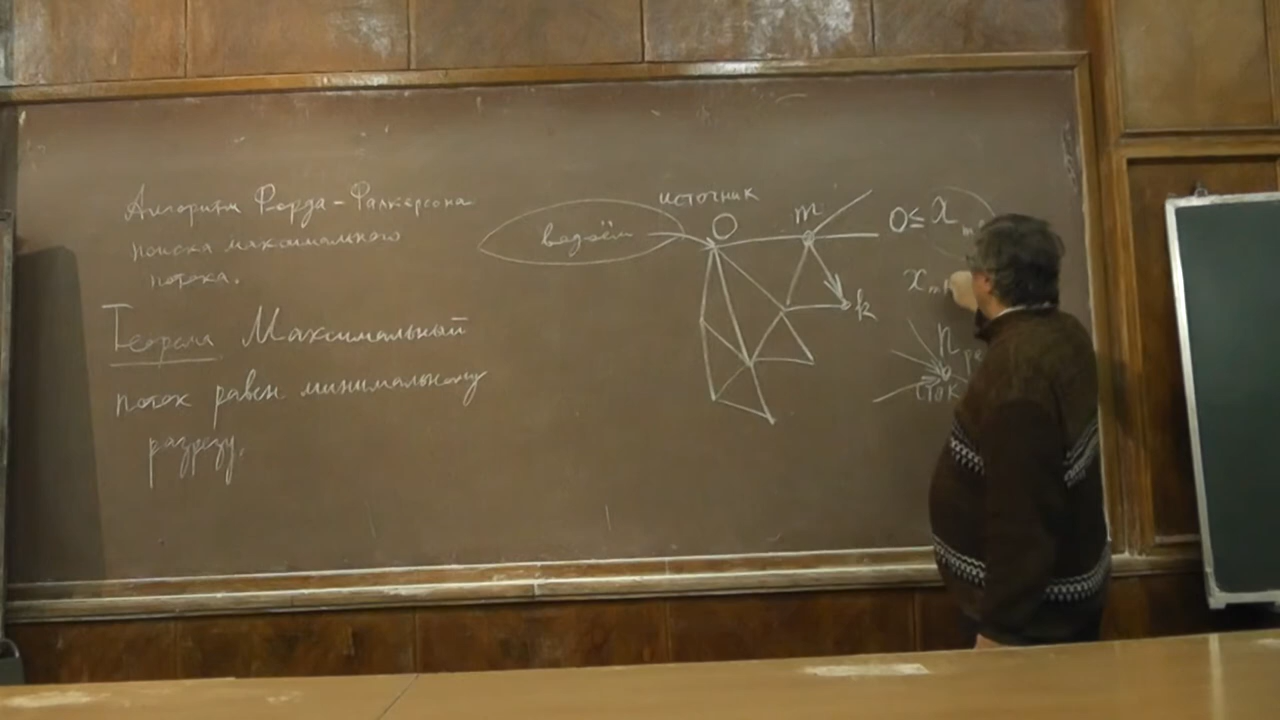 Алгоритм Форда-Фалкерсона
поиска максимального
потока.
Теорема Максимальный
поток равен минимальному
разрезу.
водоём
источник
O
m
k
0 ≤ x m
x m
n
сток